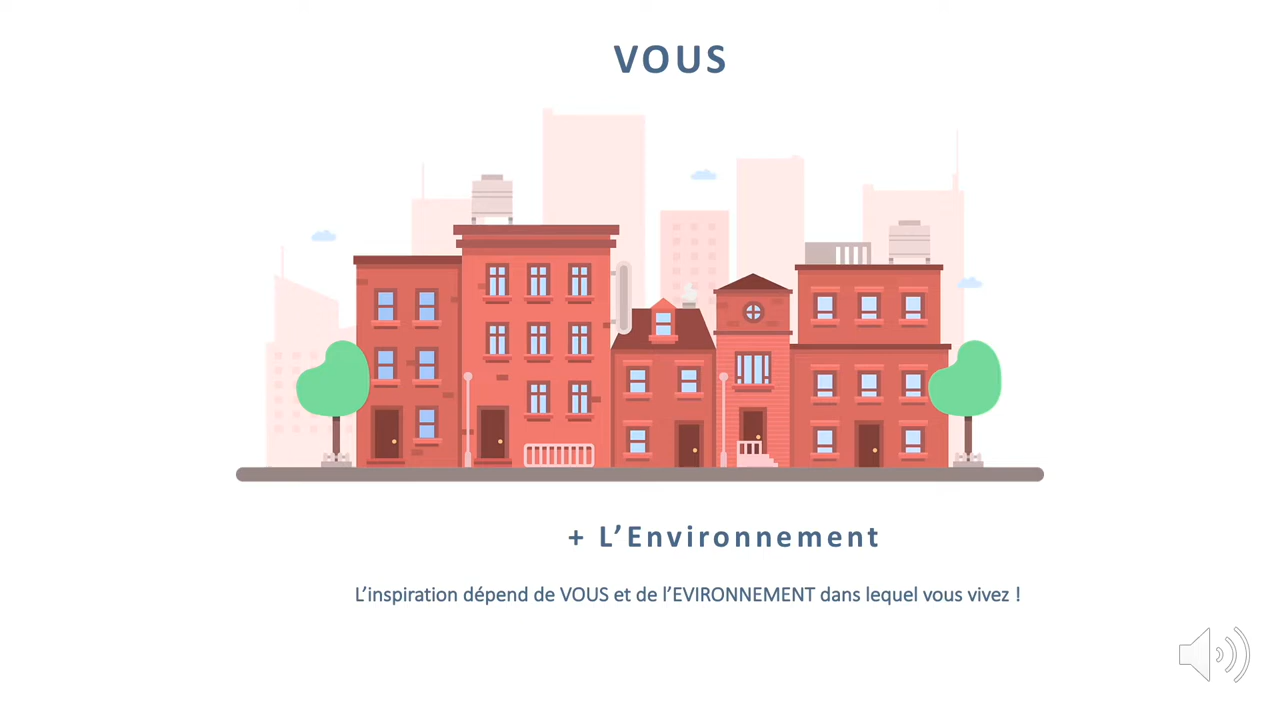 VOUS
+ L’Environnement
L’inspiration dépend de VOUS et de l’EVIRONNEMENT dans lequel vous vivez !